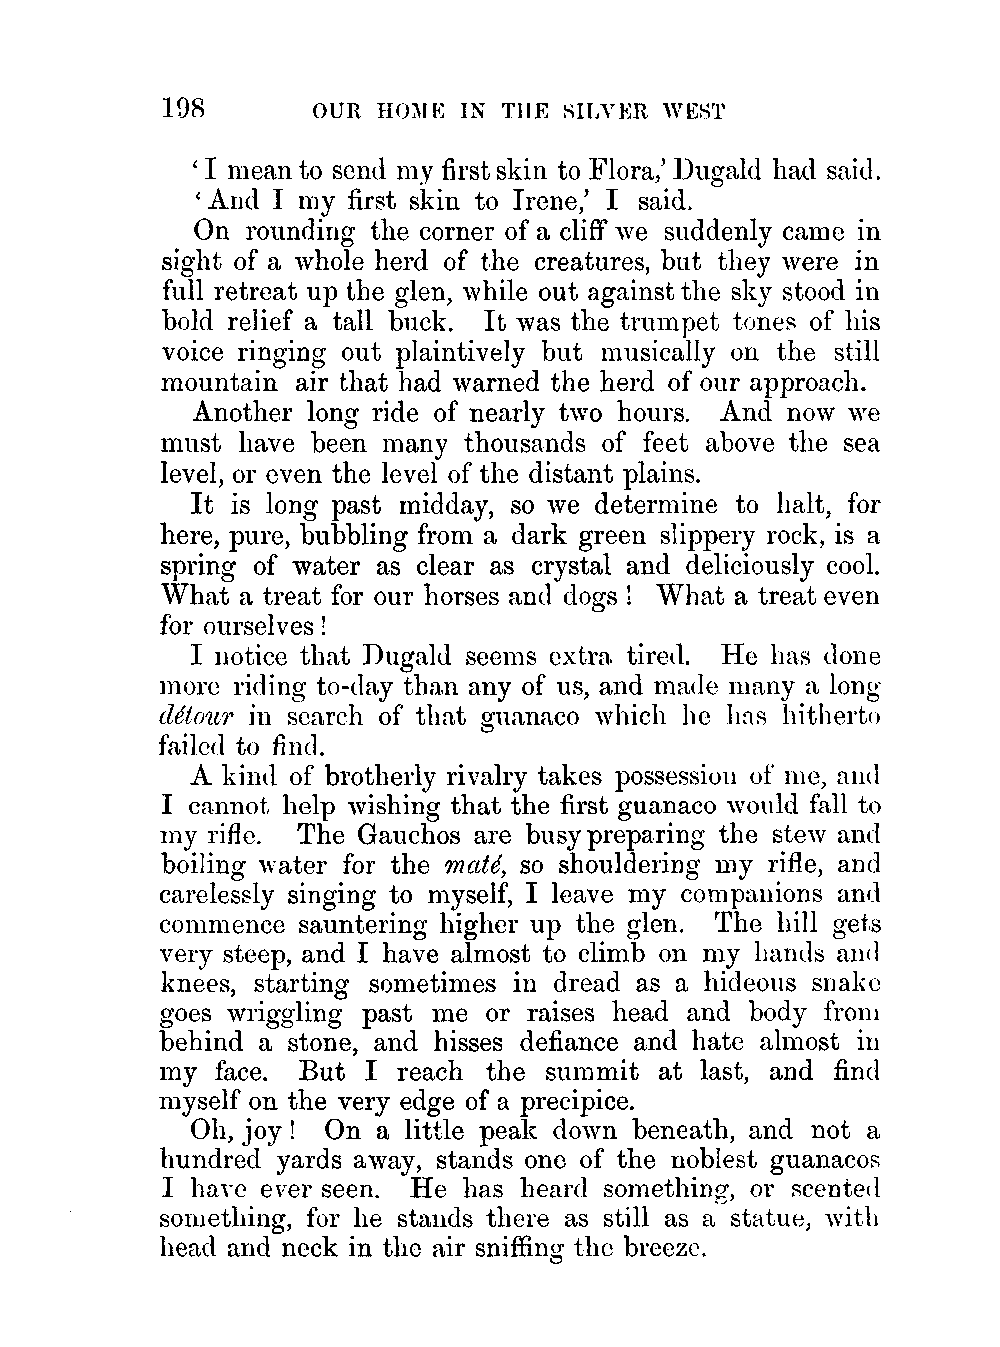 198 OUR HOME IN THE SILVER WEST
‘I mean to send my first skin to Flora,’ Dugald had said.
‘And I my first skin to Irene,’ I said.
On rounding the corner of a cliff we suddenly came in
sight of a whole herd of the creatures, but they were in
full retreat up the glen, while out against the sky stood in
bold relief a tall buck. It was the trumpet tones of his
voice ringing out plaintively but musically on the still
mountain air that had warned the herd of our approach.
Another long ride of nearly two hours. And now we
must have been many thousands of feet above the sea
level, or even the level of the distant plains.
It is long past midday, so we determine to halt, for
here, pure, bubbling from a dark green slippery rock, is a
spring of water as clear as crystal and deliciously cool.
What a treat for our horses and dogs! What a treat even
for ourselves!
I notice that Dugald seems extra tired. He has done
more riding to-day than any of us, and made many a long
détour in search of that guanaco which he has hitherto
failed to find.
A kind of brotherly rivalry takes possession of me, and
I cannot help wishing that the first guanaco would fall to
my rifle. The Gauchos are busy preparing the stew and
boiling water for the maté, so shouldering my rifle, and
carelessly singing to myself, I leave my companions and
commence sauntering higher up the glen. The hill gets
very steep, and I have almost to climb on my hands and
knees, starting sometimes in dread as a hideous snake
goes wriggling past me or raises head and body from
behind a stone, and hisses defiance and hate almost in
my face. But I reach the summit at last, and find
myself on the very edge of a precipice.
Oh, joy! On a little peak down beneath, and not a
hundred yards away, stands one of the noblest guanacos
I have ever seen. He has heard something, or scented
something, for he stands there as still as a statue, with
head and neck in the air sniffing the breeze.